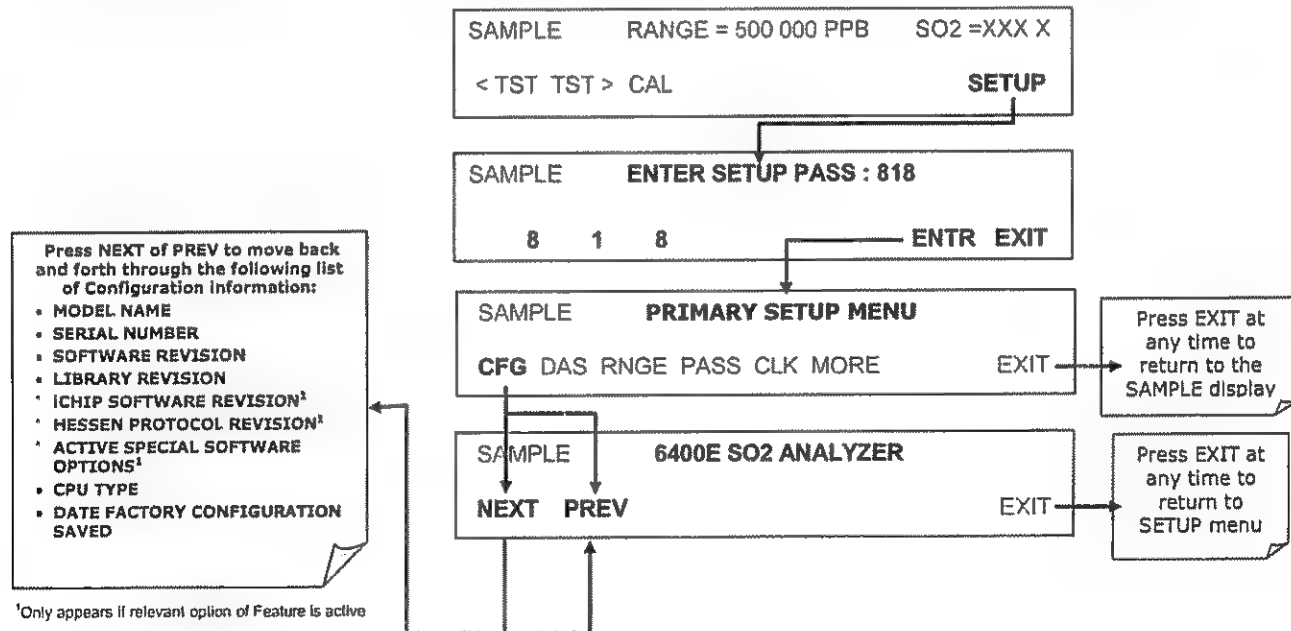 SAMPLE RANGE = 500 000 PPB SO2 =XXX X
< TST TST > CAL SETUP
SAMPLE ENTER SETUP PASS : 818
8 1 8 ENTR EXIT
SAMPLE PRIMARY SETUP MENU
CFG DAS RNGE PASS CLK MORE EXIT
Press EXIT at
any time to
return to the
SAMPLE display
SAMPLE 6400E SO2 ANALYZER
NEXT PREV EXIT
Press EXIT at
any time to
return to
SETUP menu
Press NEXT of PREV to move back
and forth through the following list
of Configuration information:
• MODEL NAME
• SERIAL NUMBER
• SOFTWARE REVISION
• LIBRARY REVISION
• iCHIP SOFTWARE REVISION¹
• HESSEN PROTOCOL REVISION¹
• ACTIVE SPECIAL SOFTWARE
OPTIONS¹
• CPU TYPE
• DATE FACTORY CONFIGURATION
SAVED
¹Only appears if relevant option of Feature is active